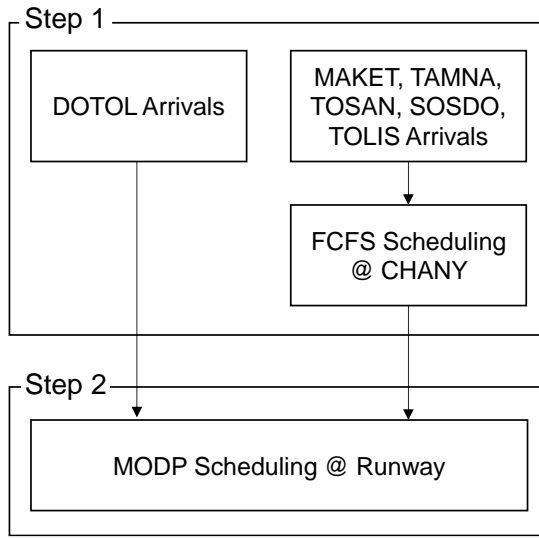 Step 1
DOTOL Arrivals
MAKET, TAMNA,
TOSAN, SOSDO,
TOLIS Arrivals
FCFS Scheduling
@ CHANY
Step 2
MODP Scheduling @ Runway